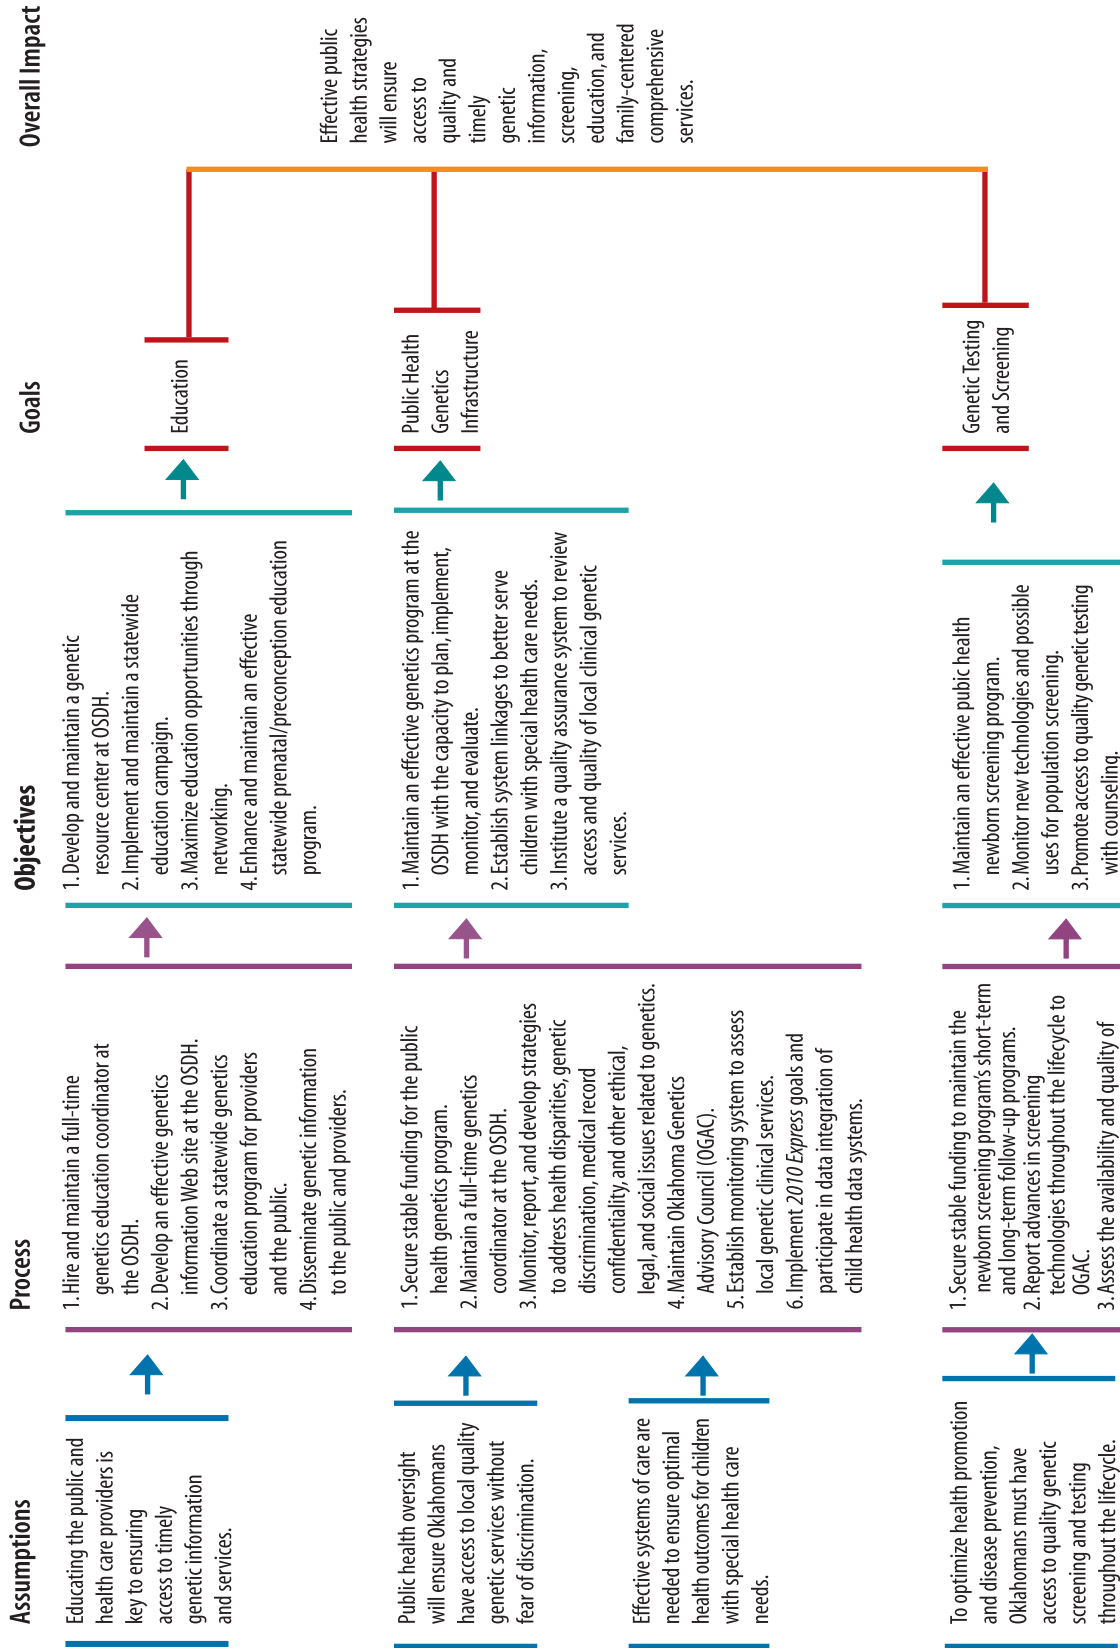 Assumptions
Process
Objectives
Goals
Overall Impact
Educating the public and
health care providers is
key to ensuring
access to timely
genetic information
and services.
1. Hire and maintain a full-time
genetics education coordinator at
the OSDH.
2. Develop an effective genetics
information Web site at the OSDH.
3. Coordinate a statewide genetics
education program for providers
and the public.
4. Disseminate genetic information
to the public and providers.
1. Develop and maintain a genetic
resource center at OSDH.
2. Implement and maintain a statewide
education campaign.
3. Maximize education opportunities through
networking.
4. Enhance and maintain an effective
statewide prenatal/preconception education
program.
Education
Effective public
health strategies
will ensure
access to
quality and
timely
genetic
information,
screening,
education, and
family-centered
comprehensive
services.
Public health oversight
will ensure Oklahomans
have access to local quality
genetic services without
fear of discrimination.
Effective systems of care are
needed to ensure optimal
health outcomes for children
with special health care
needs.
1. Secure stable funding for the public
health genetics program.
2. Maintain a full-time genetics
coordinator at the OSDH.
3. Monitor, report, and develop strategies
to address health disparities, genetic
discrimination, medical record
confidentiality, and other ethical,
legal, and social issues related to genetics.
4. Maintain Oklahoma Genetics
Advisory Council (OGAC).
5. Establish monitoring system to assess
local genetic clinical services.
6. Implement 2010 Express goals and
participate in data integration of
child health data systems.
1. Maintain an effective genetics program at the
OSDH with the capacity to plan, implement,
monitor, and evaluate.
2. Establish system linkages to better serve
children with special health care needs.
3. Institute a quality assurance system to review
access and quality of local clinical genetic
services.
Public Health
Genetics
Infrastructure
To optimize health promotion
and disease prevention,
Oklahomans must have
access to quality genetic
screening and testing
throughout the lifecycle.
1. Secure stable funding to maintain the
newborn screening program's short-term
and long-term follow-up programs.
2. Report advances in screening
technologies throughout the lifecycle to
OGAC.
3. Assess the availability and quality of
1. Maintain an effective pubic health
newborn screening program.
2. Monitor new technologies and possible
uses for population screening.
3. Promote access to quality genetic testing
with counseling.
Genetic Testing
and Screening